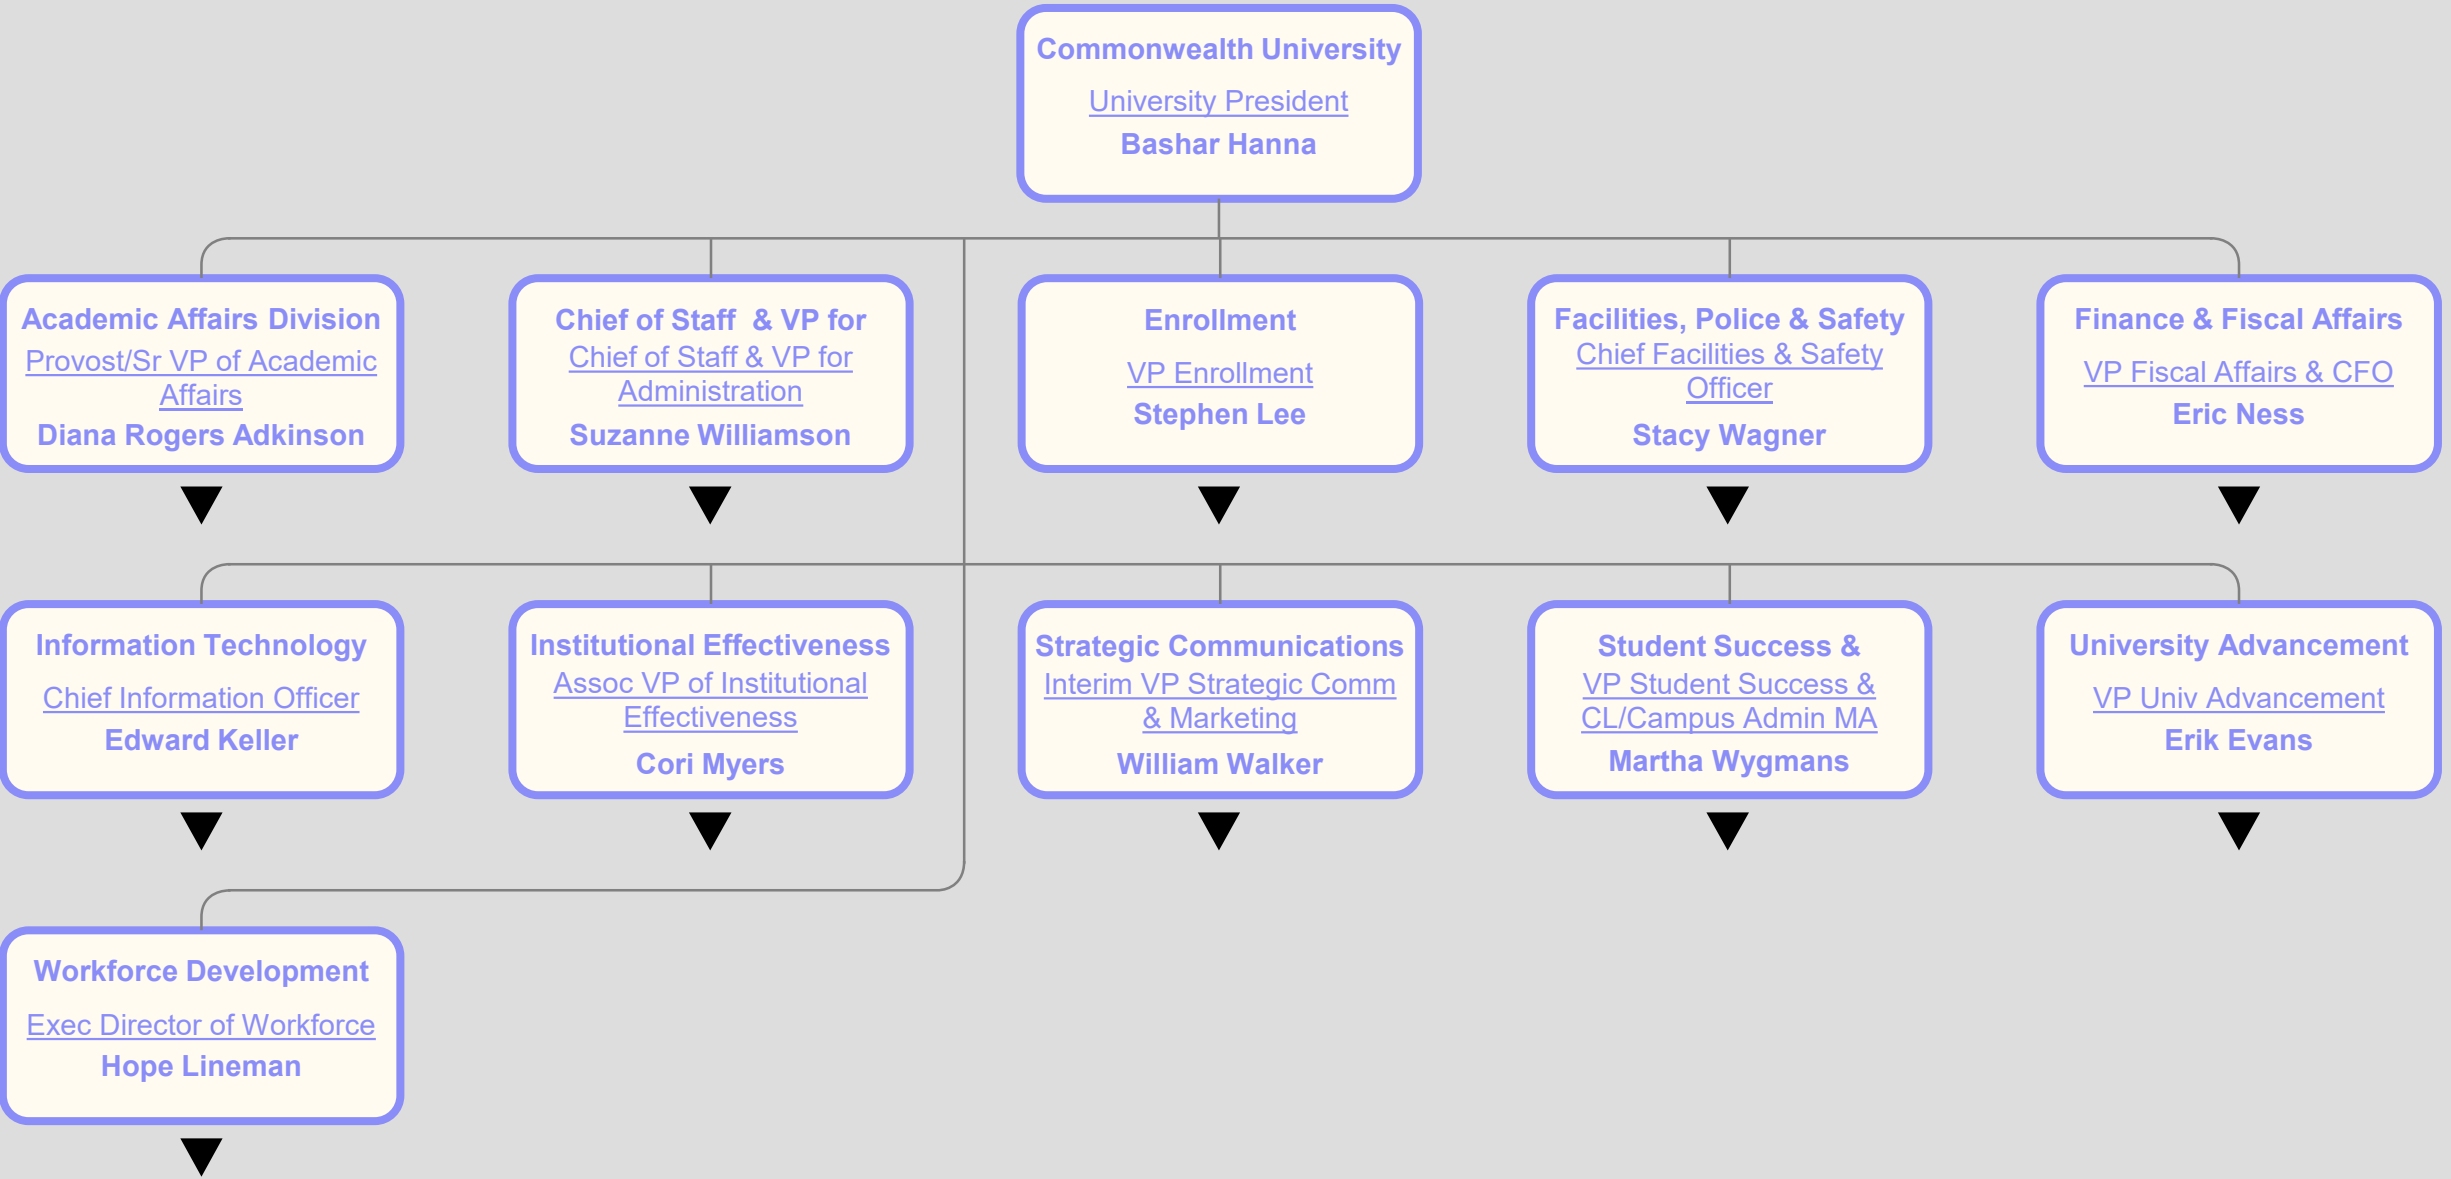 Commonwealth University
University President
Bashar Hanna
Academic Affairs Division
Provost/Sr VP of Academic
Affairs
Diana Rogers Adkinson
Chief of Staff & VP for
Chief of Staff & VP for
Administration
Suzanne Williamson
Enrollment
VP Enrollment
Stephen Lee
Facilities, Police & Safety
Chief Facilities & Safety
Officer
Stacy Wagner
Finance & Fiscal Affairs
VP Fiscal Affairs & CFO
Eric Ness
Information Technology
Chief Information Officer
Edward Keller
Institutional Effectiveness
Assoc VP of Institutional
Effectiveness
Cori Myers
Strategic Communications
Interim VP Strategic Comm
& Marketing
William Walker
Student Success &
VP Student Success &
CL/Campus Admin MA
Martha Wygmans
University Advancement
VP Univ Advancement
Erik Evans
Workforce Development
Exec Director of Workforce
Hope Lineman